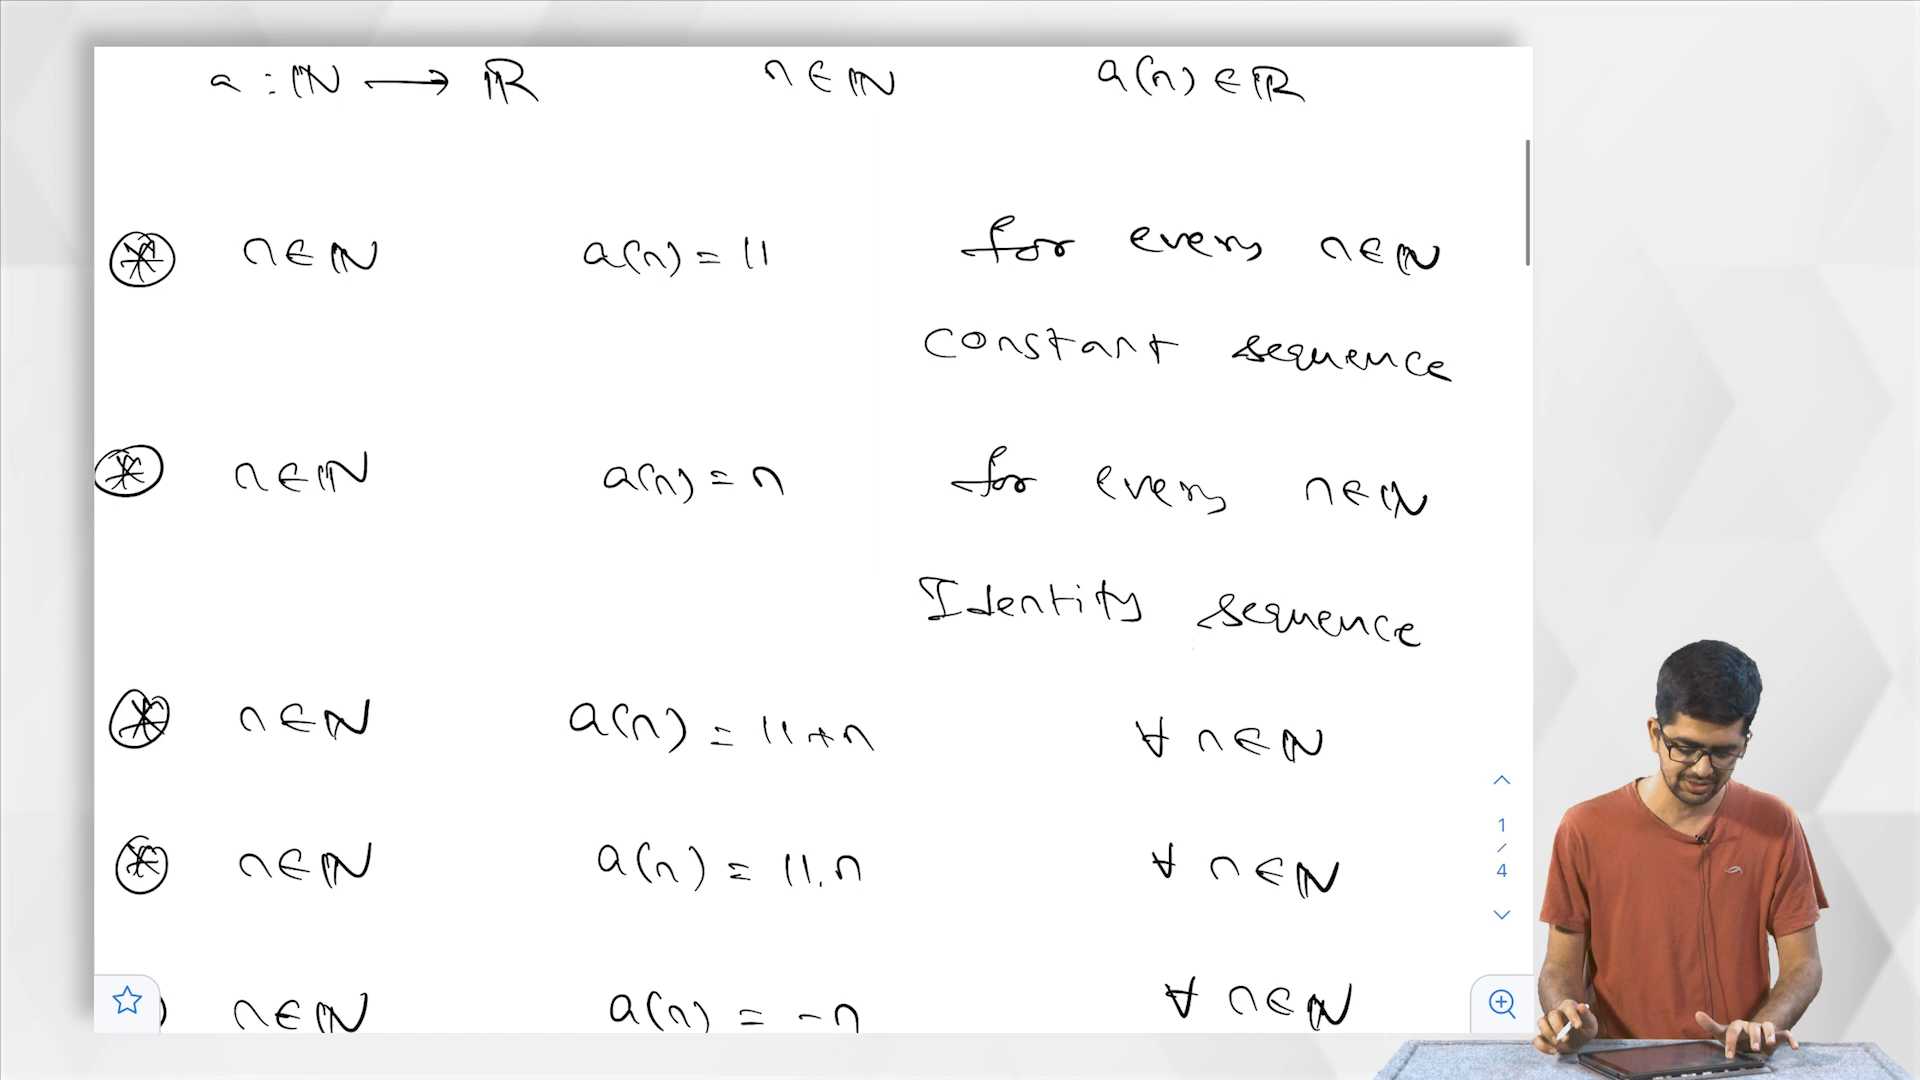 a : ℕ ⟶ ℝ n ∈ ℕ a(n) ∈ ℝ
n ∈ ℕ a(n) = 11 for every n ∈ ℕ
constant sequence
n ∈ ℕ a(n) = n for every n ∈ ℕ
Identity sequence
n ∈ ℕ a(n) = 11+n ∀ n ∈ ℕ
n ∈ ℕ a(n) = 11.n ∀ n ∈ ℕ
n ∈ ℕ a(n) = -n ∀ n ∈ ℕ
1
/
4